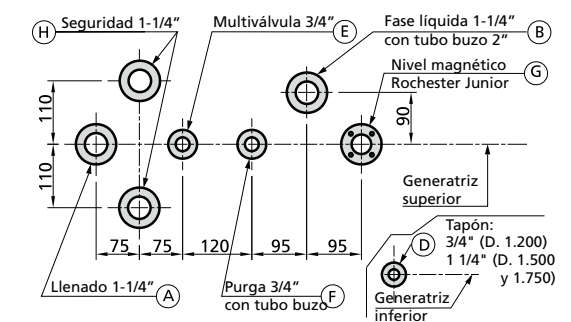 H
Seguridad 1-1/4”
Multiválvula 3/4”
E
Fase líquida 1-1/4”
con tubo buzo 2”
B
Nivel magnético
Rochester Junior
G
110
110
90
Generatriz
superior
75
75
120
95
95
Llenado 1-1/4”
A
Purga 3/4”
con tubo buzo
F
D
Tapón:
3/4" (D. 1.200)
1 1/4" (D. 1.500
y 1.750)
Generatriz
inferior